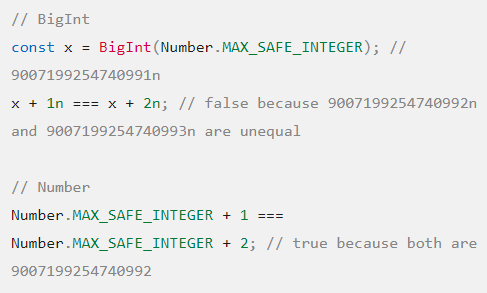 // BigInt
const x = BigInt(Number.MAX_SAFE_INTEGER); //
9007199254740991n
x + 1n === x + 2n; // false because 9007199254740992n
and 9007199254740993n are unequal
// Number
Number.MAX_SAFE_INTEGER + 1 ===
Number.MAX_SAFE_INTEGER + 2; // true because both are
9007199254740992